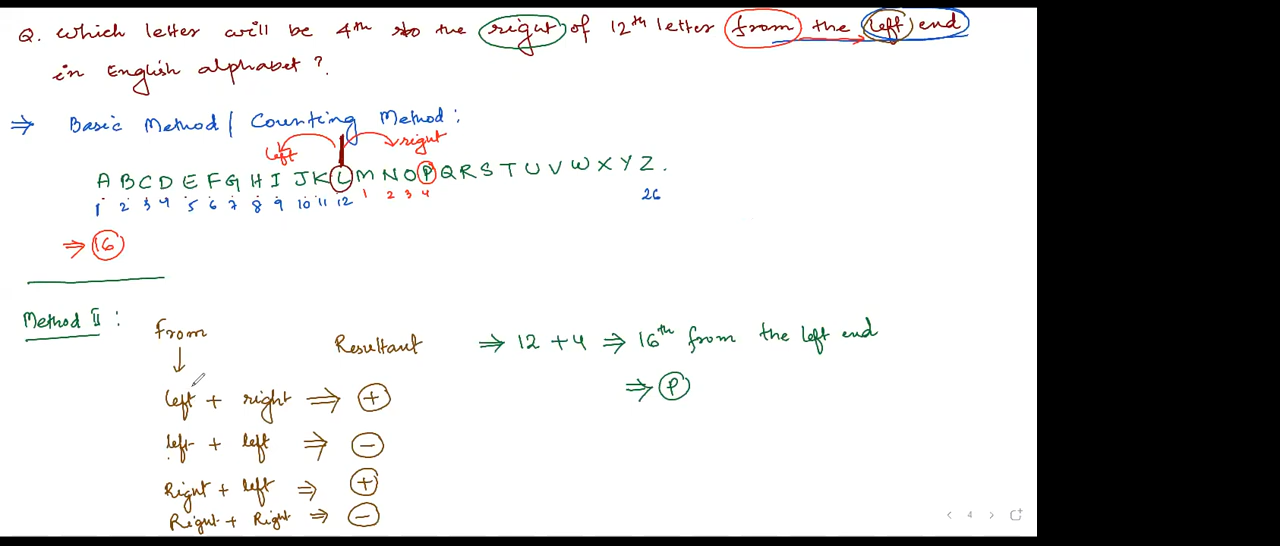 Q. Which letter will be 4th to the right of 12th letter from the left end
in English alphabet ?
⇒ Basic Method / Counting Method :
left right
A B C D E F G H I J K L M N O P Q R S T U V W X Y Z .
1 2 3 4 5 6 7 8 9 10 11 12 1 2 3 4 26
⇒ 16
Method II :
From Resultant ⇒ 12 + 4 ⇒ 16th from the left end
↓
⇒ P
left + right ⇒ +
left + left ⇒ −
Right + left ⇒ +
Right + Right ⇒ −
< 4 >